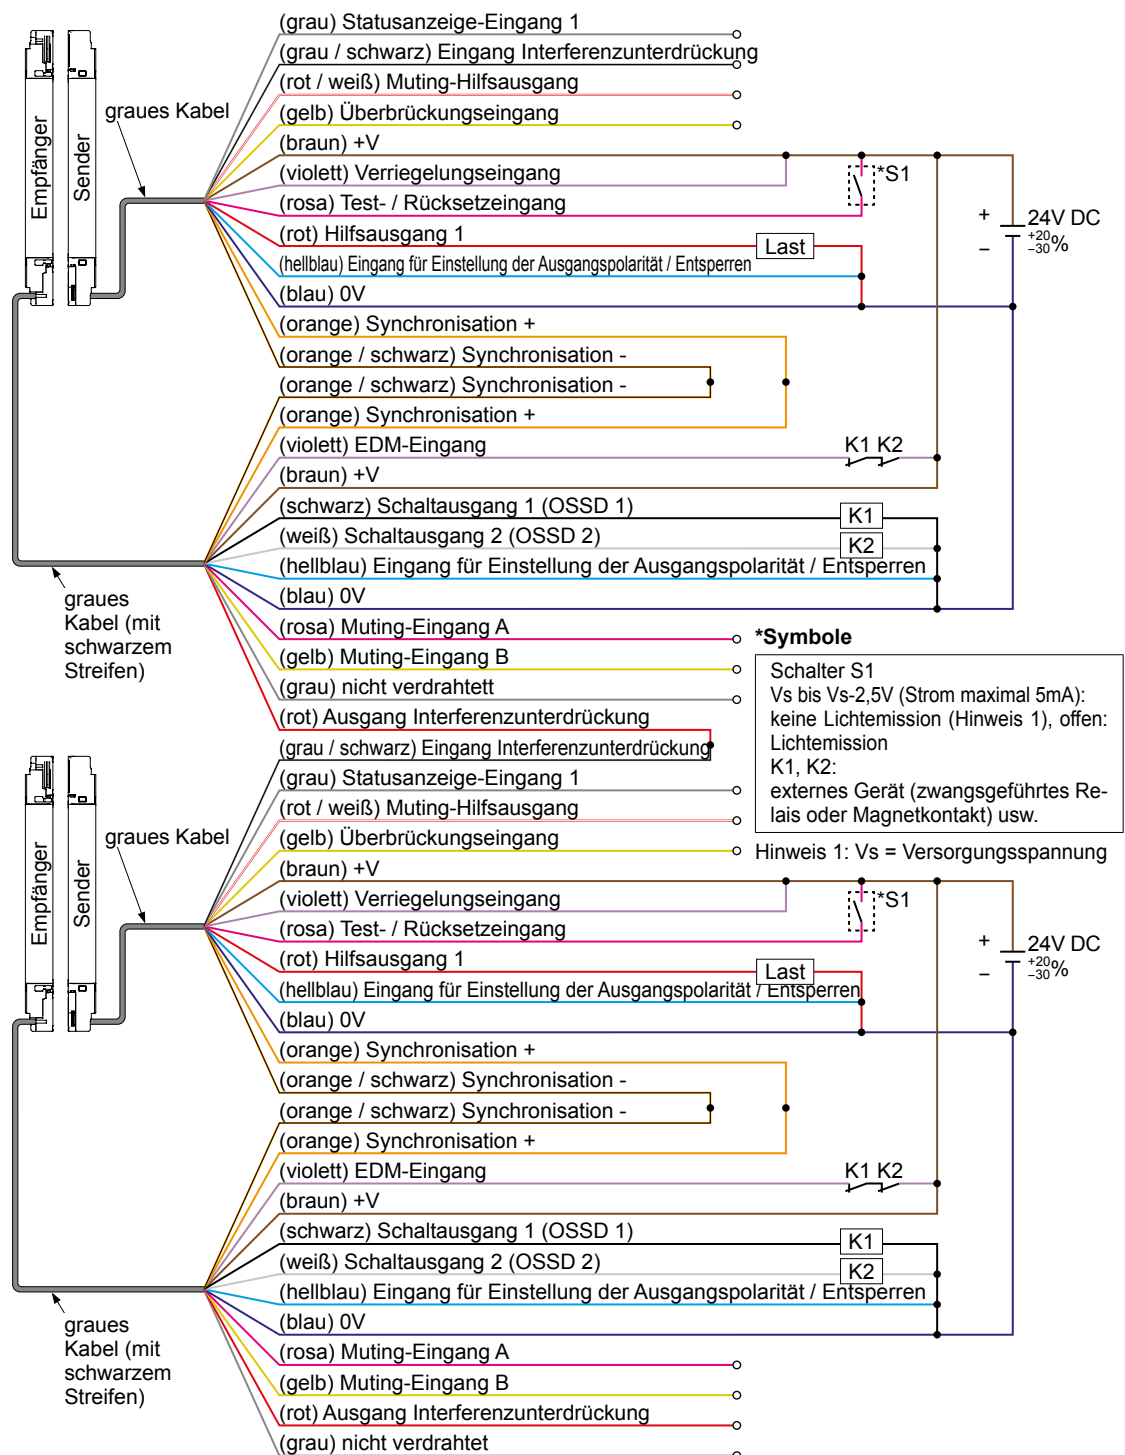 (grau) Statusanzeige-Eingang 1
(grau / schwarz) Eingang Interferenzunterdrückung
(rot / weiß) Muting-Hilfsausgang
graues Kabel
(gelb) Überbrückungseingang
(braun) +V
(violett) Verriegelungseingang
*S1
Empfänger
Sender
(rosa) Test- / Rücksetzeingang
+
24V DC
+20
–30%
–
(rot) Hilfsausgang 1
Last
(hellblau) Eingang für Einstellung der Ausgangspolarität / Entsperren
(blau) 0V
(orange) Synchronisation +
(orange / schwarz) Synchronisation -
(orange / schwarz) Synchronisation -
(orange) Synchronisation +
(violett) EDM-Eingang
K1 K2
(braun) +V
(schwarz) Schaltausgang 1 (OSSD 1)
K1
(weiß) Schaltausgang 2 (OSSD 2)
K2
(hellblau) Eingang für Einstellung der Ausgangspolarität / Entsperren
(blau) 0V
graues
Kabel (mit
schwarzem
Streifen)
(rosa) Muting-Eingang A
(gelb) Muting-Eingang B
(grau) nicht verdrahtett
(rot) Ausgang Interferenzunterdrückung
*Symbole
Schalter S1
Vs bis Vs-2,5V (Strom maximal 5mA):
keine Lichtemission (Hinweis 1), offen:
Lichtemission
K1, K2:
externes Gerät (zwangsgeführtes Re-
lais oder Magnetkontakt) usw.
Hinweis 1: Vs = Versorgungsspannung
(grau / schwarz) Eingang Interferenzunterdrückung
(grau) Statusanzeige-Eingang 1
(rot / weiß) Muting-Hilfsausgang
graues Kabel
(gelb) Überbrückungseingang
(braun) +V
(violett) Verriegelungseingang
*S1
Empfänger
Sender
(rosa) Test- / Rücksetzeingang
+
24V DC
+20
–30%
–
(rot) Hilfsausgang 1
Last
(hellblau) Eingang für Einstellung der Ausgangspolarität / Entsperren
(blau) 0V
(orange) Synchronisation +
(orange / schwarz) Synchronisation -
(orange / schwarz) Synchronisation -
(orange) Synchronisation +
(violett) EDM-Eingang
K1 K2
(braun) +V
(schwarz) Schaltausgang 1 (OSSD 1)
K1
(weiß) Schaltausgang 2 (OSSD 2)
K2
(hellblau) Eingang für Einstellung der Ausgangspolarität / Entsperren
(blau) 0V
graues
Kabel (mit
schwarzem
Streifen)
(rosa) Muting-Eingang A
(gelb) Muting-Eingang B
(rot) Ausgang Interferenzunterdrückung
(grau) nicht verdrahtet